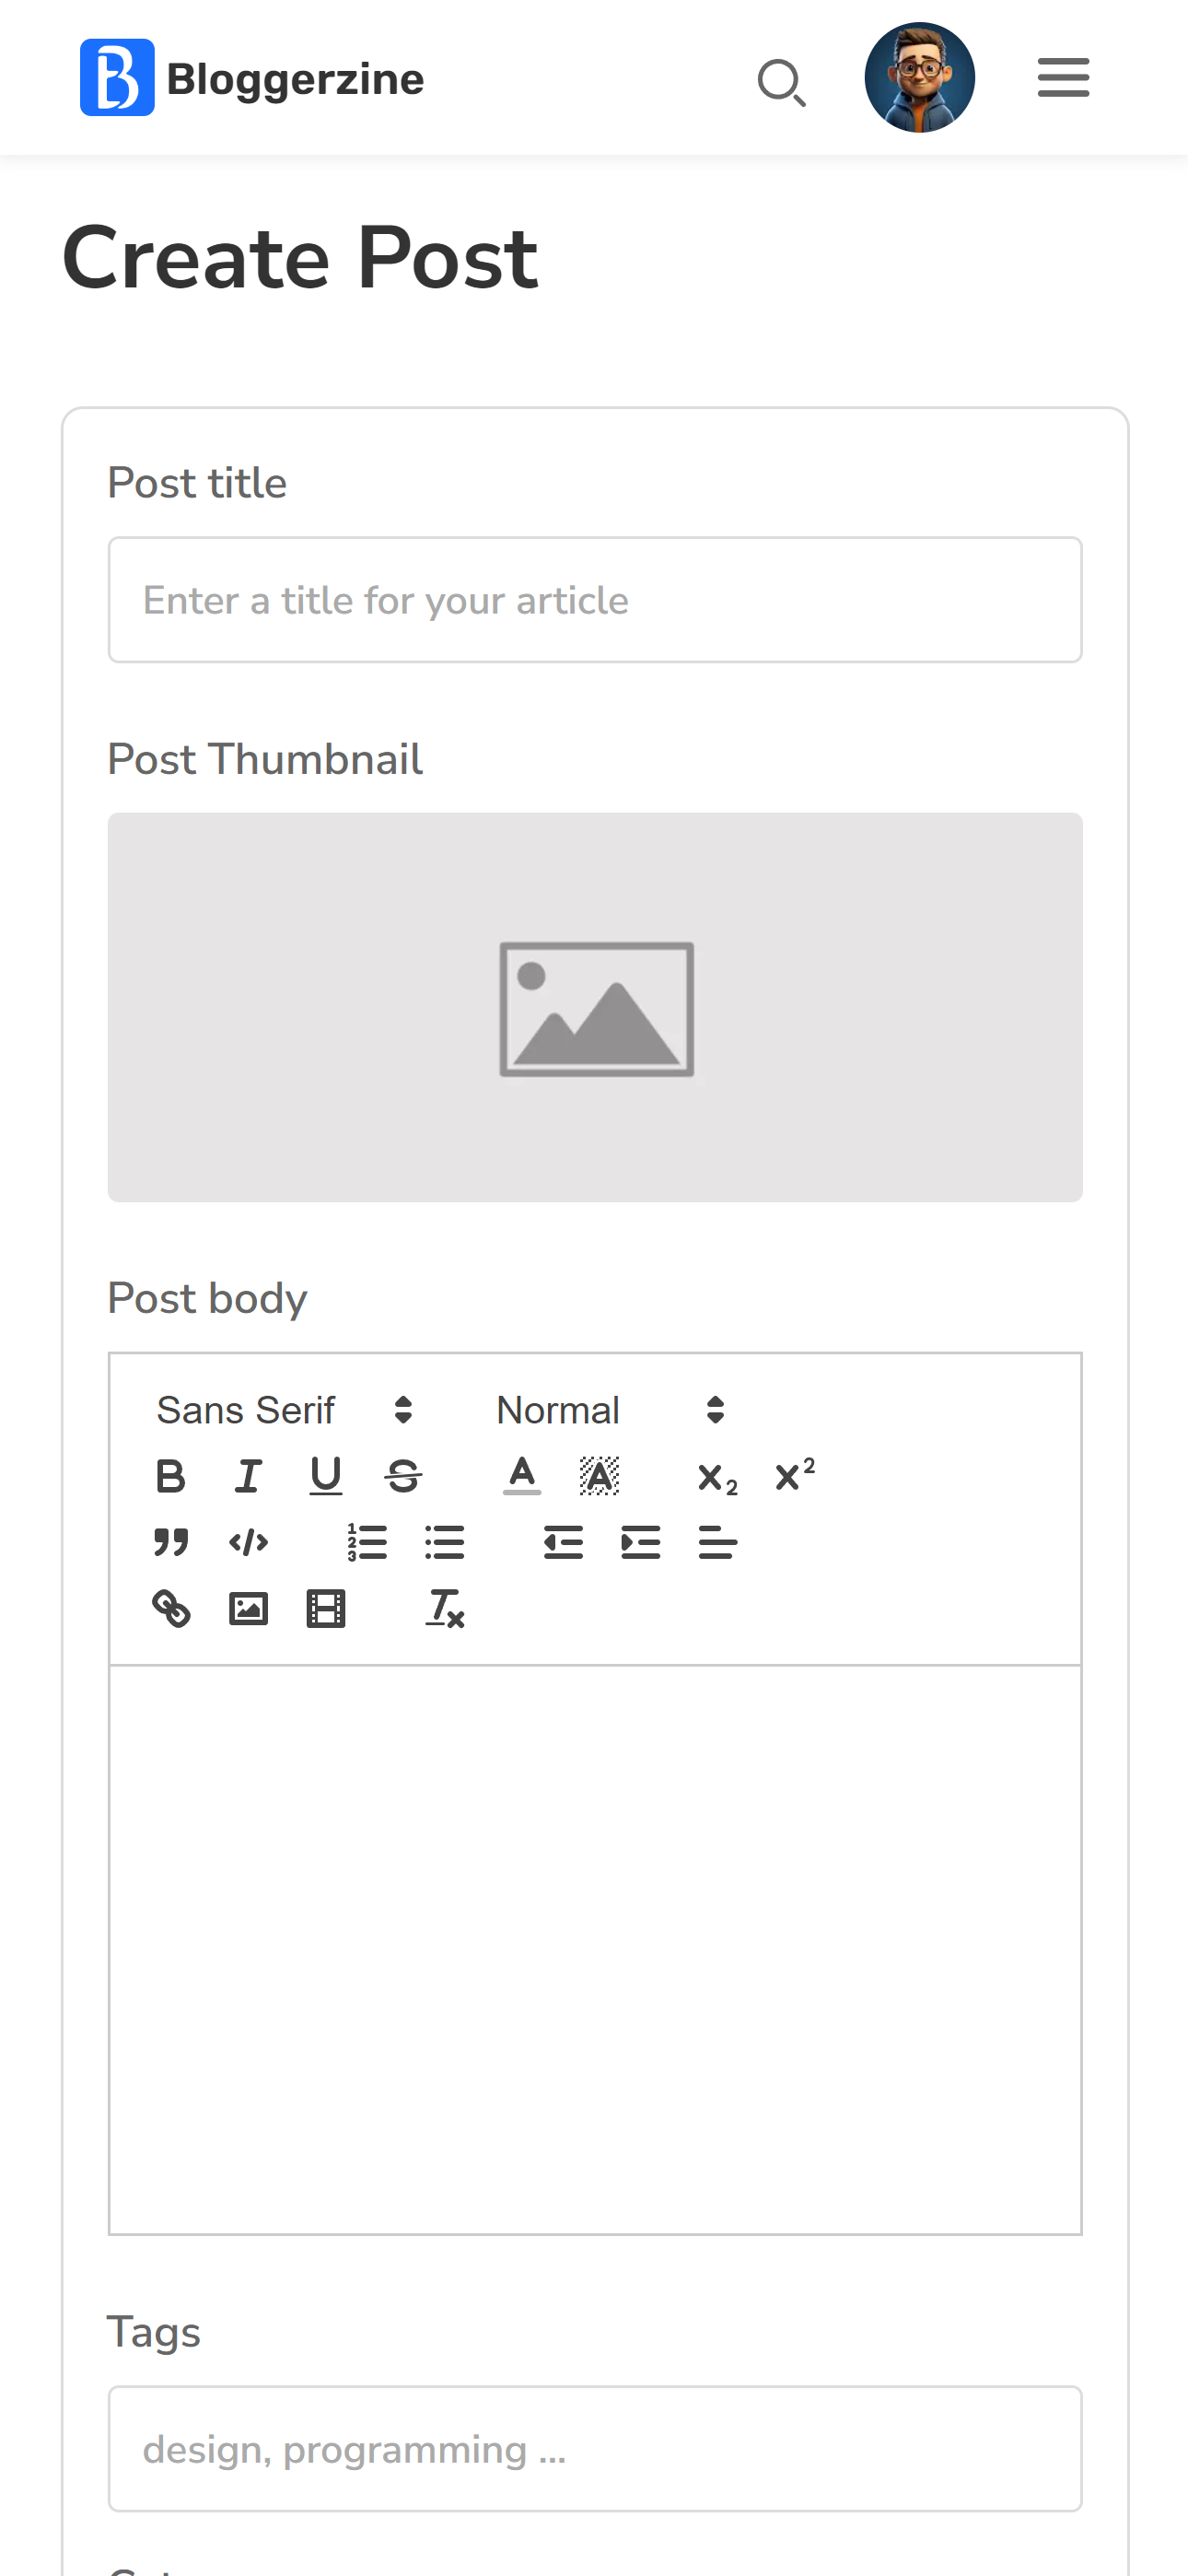 Bloggerzine
Create Post
Post title
Enter a title for your article
Post Thumbnail
Post body
Sans Serif Normal
Tags
design, programming ...